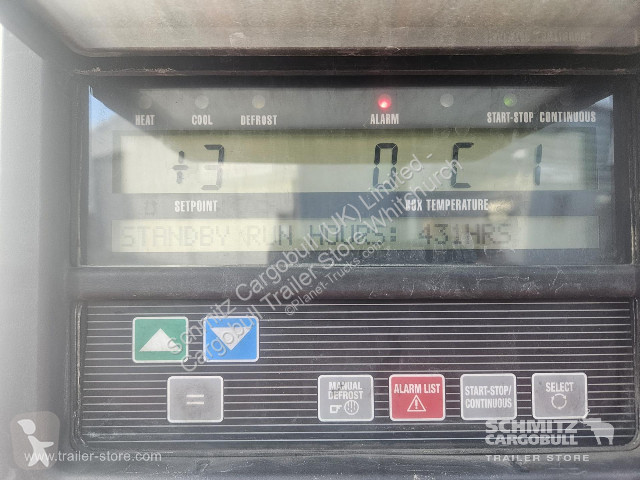 HEAT COOL DEFROST ALARM START-STOP CONTINUOUS
+3 0 C 1
SETPOINT BOX TEMPERATURE
STANDBY RUN HOURS: 431HRS
Schmitz Cargobull (UK) Limited -
Cargobull Trailer Store Whitchurch
©Planet-Trucks.com
=
MANUAL DEFROST
ALARM LIST
START-STOP/ CONTINUOUS
SELECT
SCHMITZ
CARGOBULL
TRAILER STORE
www.trailer-store.com